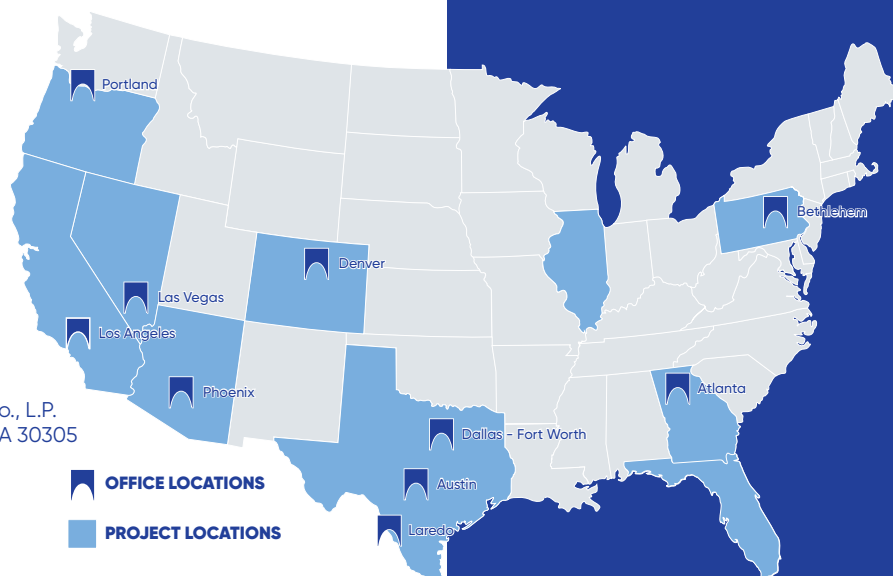 Portland
Bethlehem
Denver
Las Vegas
Los Angeles
Phoenix
Atlanta
o., L.P.
A 30305
Dallas - Fort Worth
Austin
Laredo
OFFICE LOCATIONS
PROJECT LOCATIONS